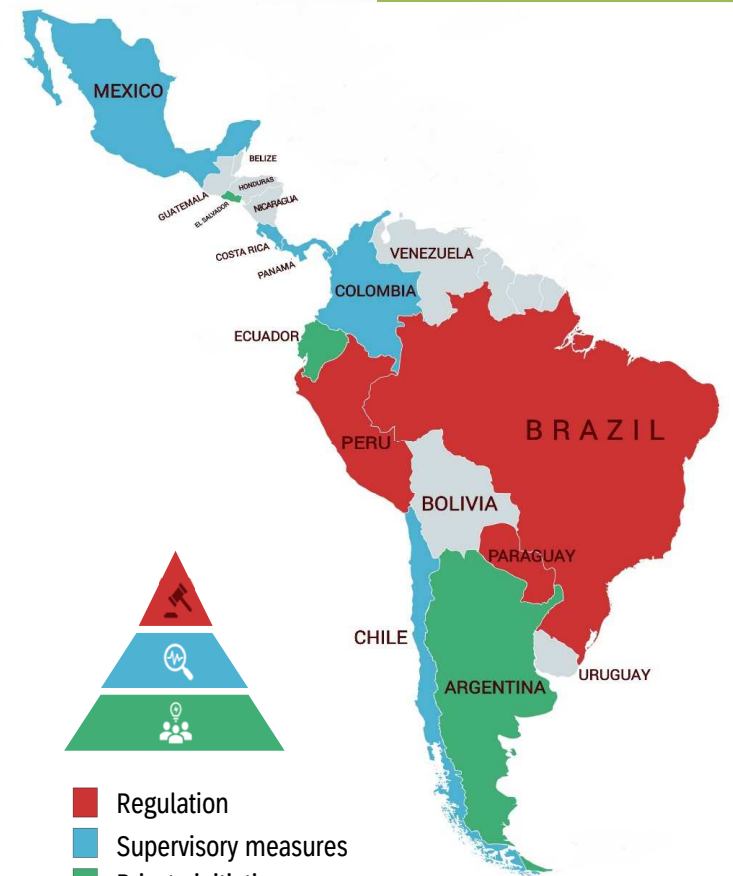 MEXICO
BELIZE
HONDURAS
GUATEMALA
EL SALVADOR
NICARAGUA
COSTA RICA
PANAMÁ
VENEZUELA
COLOMBIA
ECUADOR
BRAZIL
PERU
BOLIVIA
PARAGUAY
CHILE
URUGUAY
ARGENTINA
Regulation
Supervisory measures